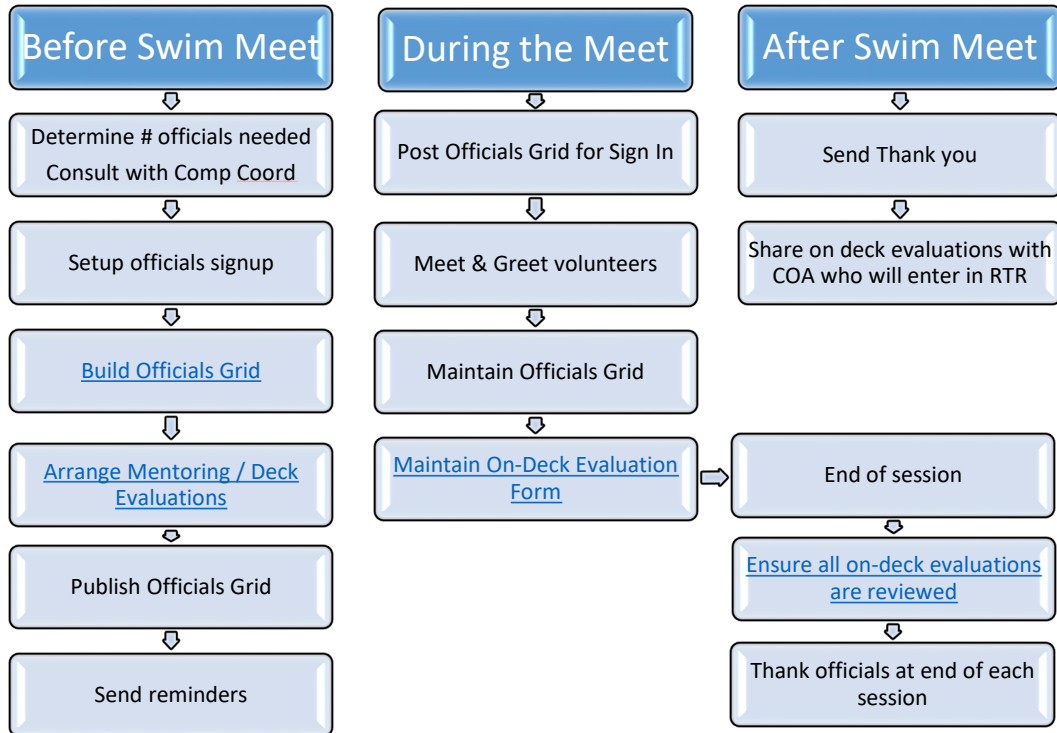 Before Swim Meet
Determine # officials needed
Consult with Comp Coord
Setup officials signup
Build Officials Grid
Arrange Mentoring / Deck
Evaluations
Publish Officials Grid
Send reminders
During the Meet
Post Officials Grid for Sign In
Meet & Greet volunteers
Maintain Officials Grid
Maintain On-Deck Evaluation
Form
End of session
Ensure all on-deck evaluations
are reviewed
Thank officials at end of each
session
After Swim Meet
Send Thank you
Share on deck evaluations with
COA who will enter in RTR